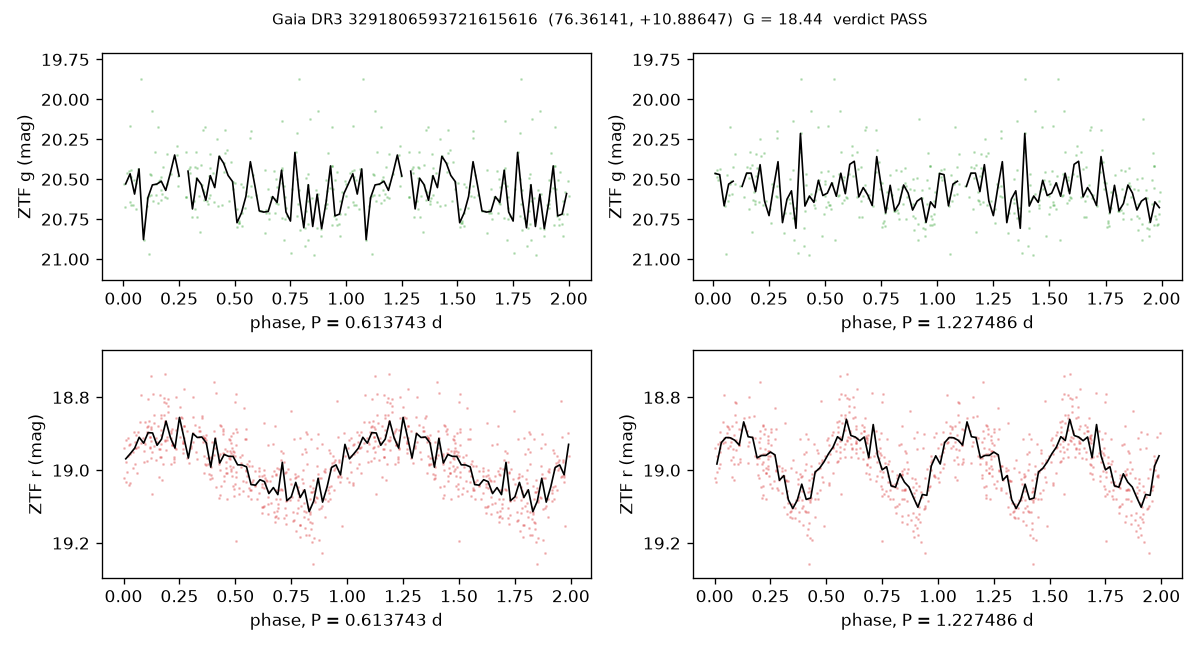 Gaia DR3 3291806593721615616 (76.36141, +10.88647) G = 18.44 verdict PASS
ZTF g (mag)
19.75
20.00
20.25
20.50
20.75
21.00
0.00 0.25 0.50 0.75 1.00 1.25 1.50 1.75 2.00
phase, P = 0.613743 d
ZTF g (mag)
19.75
20.00
20.25
20.50
20.75
21.00
0.00 0.25 0.50 0.75 1.00 1.25 1.50 1.75 2.00
phase, P = 1.227486 d
ZTF r (mag)
18.8
19.0
19.2
0.00 0.25 0.50 0.75 1.00 1.25 1.50 1.75 2.00
phase, P = 0.613743 d
ZTF r (mag)
18.8
19.0
19.2
0.00 0.25 0.50 0.75 1.00 1.25 1.50 1.75 2.00
phase, P = 1.227486 d